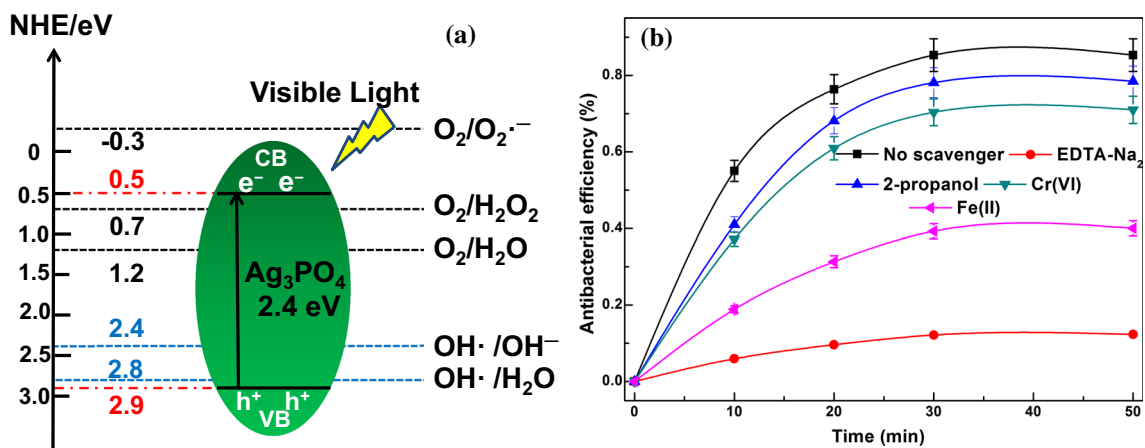 NHE/eV
(a)
Visible Light
-0.3
O₂/O₂·⁻
0
CB
0.5
e⁻ e⁻
0.5
O₂/H₂O₂
0.7
1.0
O₂/H₂O
1.2
1.5
Ag₃PO₄
2.4 eV
2.0
2.4
OH· /OH⁻
2.5
2.8
OH· /H₂O
3.0
2.9
h⁺ h⁺
VB
(b)
Antibacterial efficiency (%)
0.8
0.6
0.4
0.2
0.0
No scavenger
EDTA-Na₂
2-propanol
Cr(VI)
Fe(II)
0 10 20 30 40 50
Time (min)